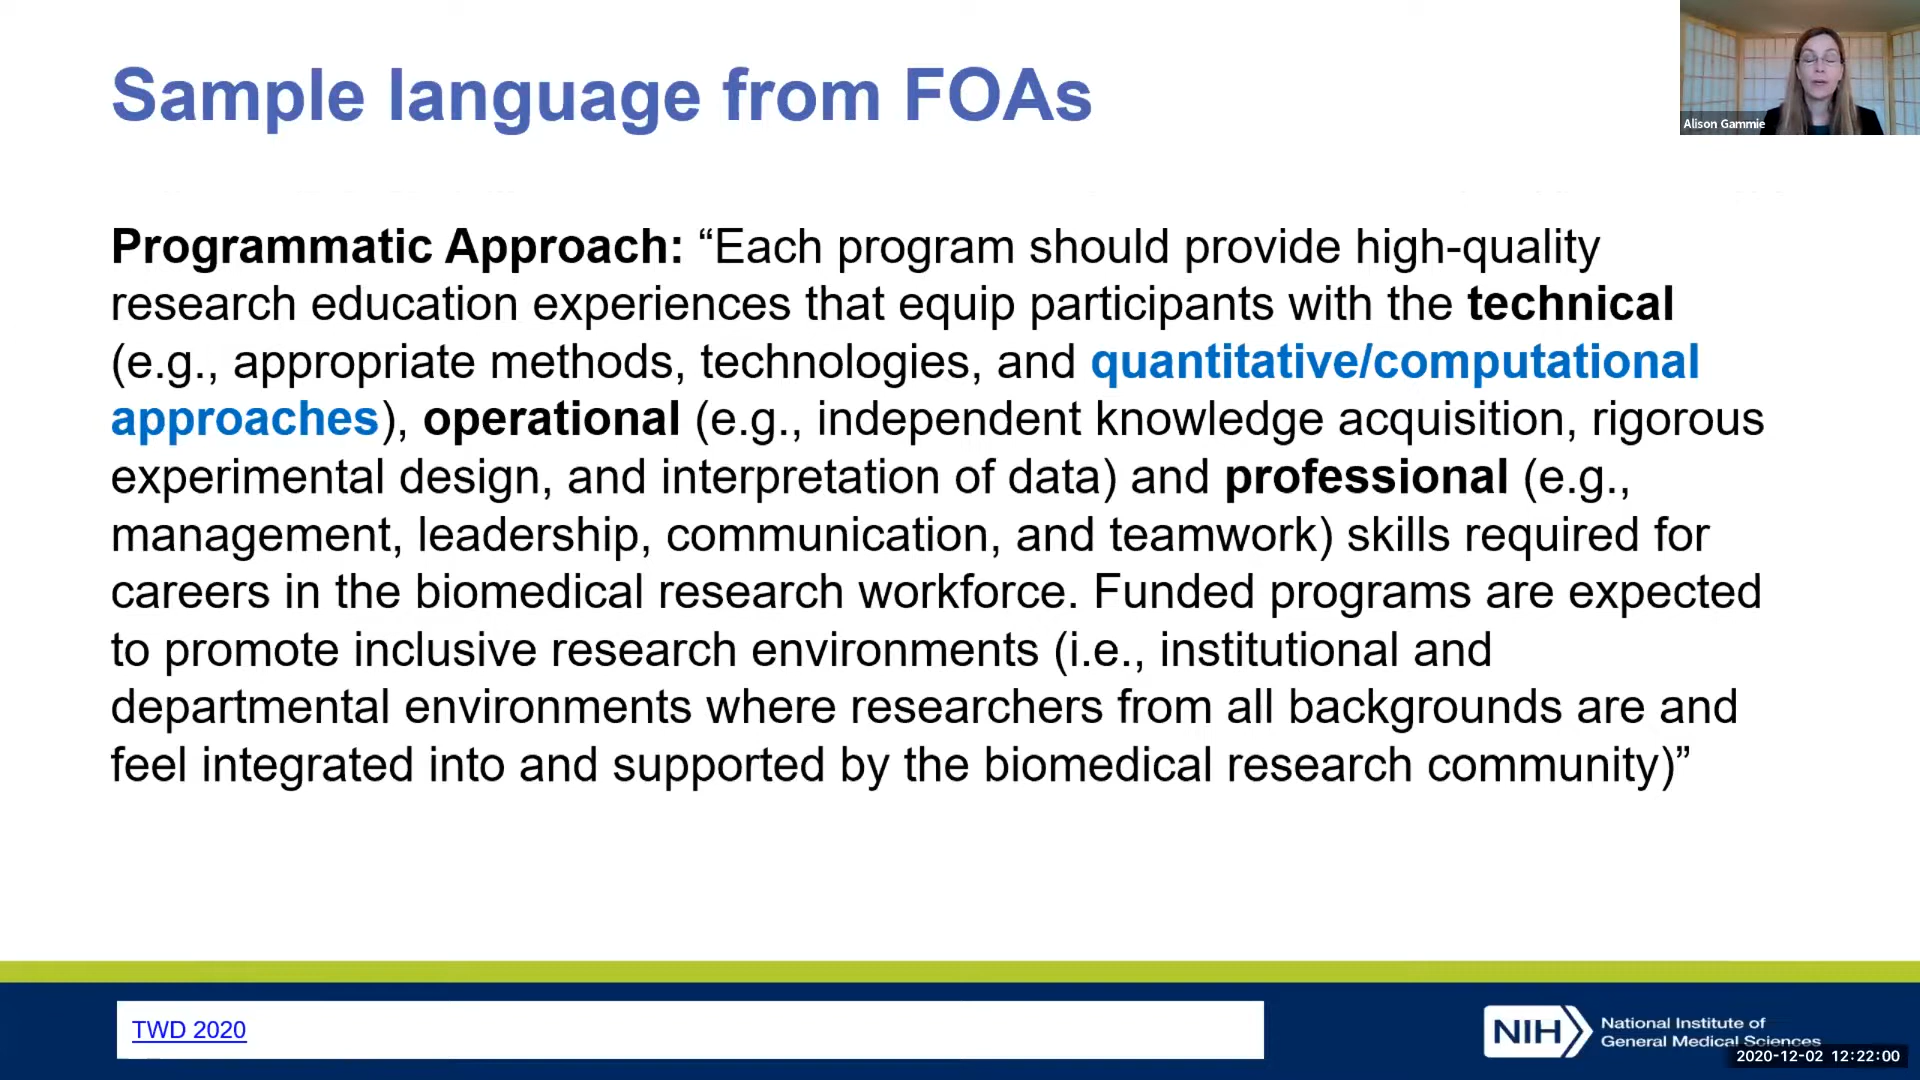 Sample language from FOAs
Alison Gammie
Programmatic Approach: “Each program should provide high-quality
research education experiences that equip participants with the technical
(e.g., appropriate methods, technologies, and quantitative/computational
approaches), operational (e.g., independent knowledge acquisition, rigorous
experimental design, and interpretation of data) and professional (e.g.,
management, leadership, communication, and teamwork) skills required for
careers in the biomedical research workforce. Funded programs are expected
to promote inclusive research environments (i.e., institutional and
departmental environments where researchers from all backgrounds are and
feel integrated into and supported by the biomedical research community)”
TWD 2020
NIH
National Institute of
General Medical Sciences
2020-12-02 12:22:00